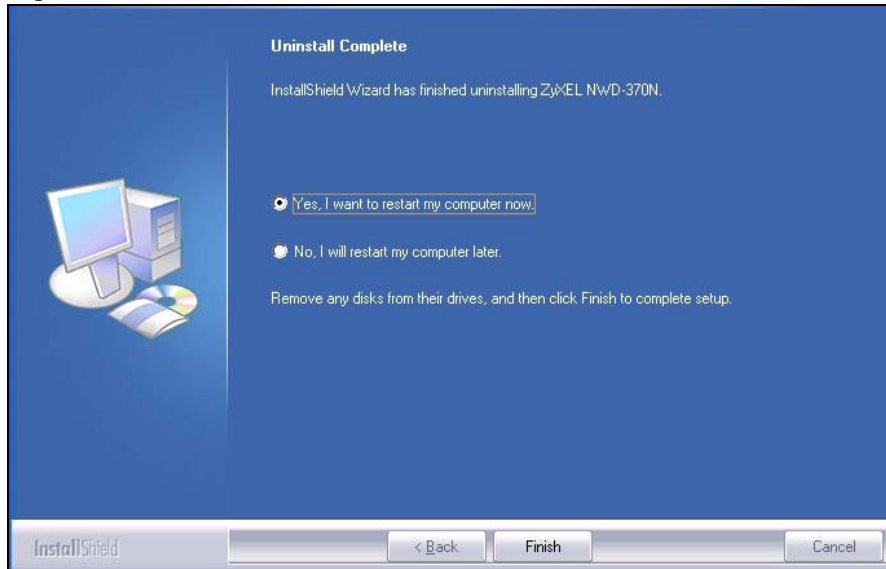 Uninstall Complete
InstallShield Wizard has finished uninstalling ZyXEL NWD-370N.
Yes, I want to restart my computer now.
No, I will restart my computer later.
Remove any disks from their drives, and then click Finish to complete setup.
InstallShield
< Back
Finish
Cancel